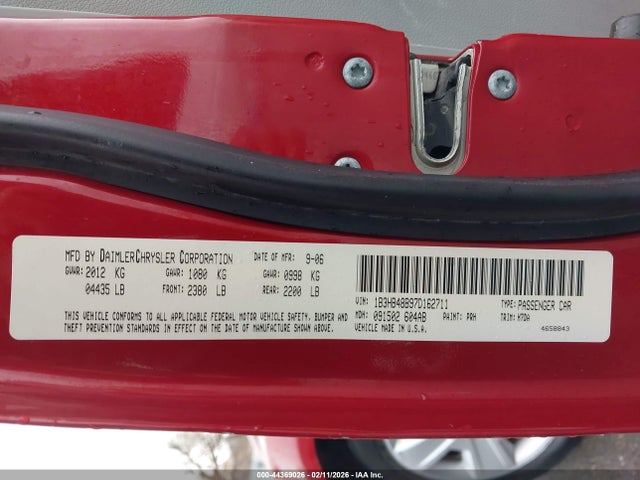 MFD BY DAIMLERCHRYSLER CORPORATION DATE OF MFR: 9-06
GVWR: 2012 KG GAWR: 1080 KG GAWR: 0998 KG
04435 LB FRONT: 2380 LB REAR: 2200 LB
THIS VEHICLE CONFORMS TO ALL APPLICABLE FEDERAL MOTOR VEHICLE SAFETY, BUMPER AND
THEFT PREVENTION STANDARDS IN EFFECT ON THE DATE OF MANUFACTURE SHOWN ABOVE.
VIN: 1B3HB48B97D162711 TYPE: PASSENGER CAR
MDH: 091502 604AB PAINT: PRH TRIM: K7DA
VEHICLE MADE IN U.S.A. 4658843
000-44369026 - 02/11/2026 - COPYRIGHT IAA, Inc.